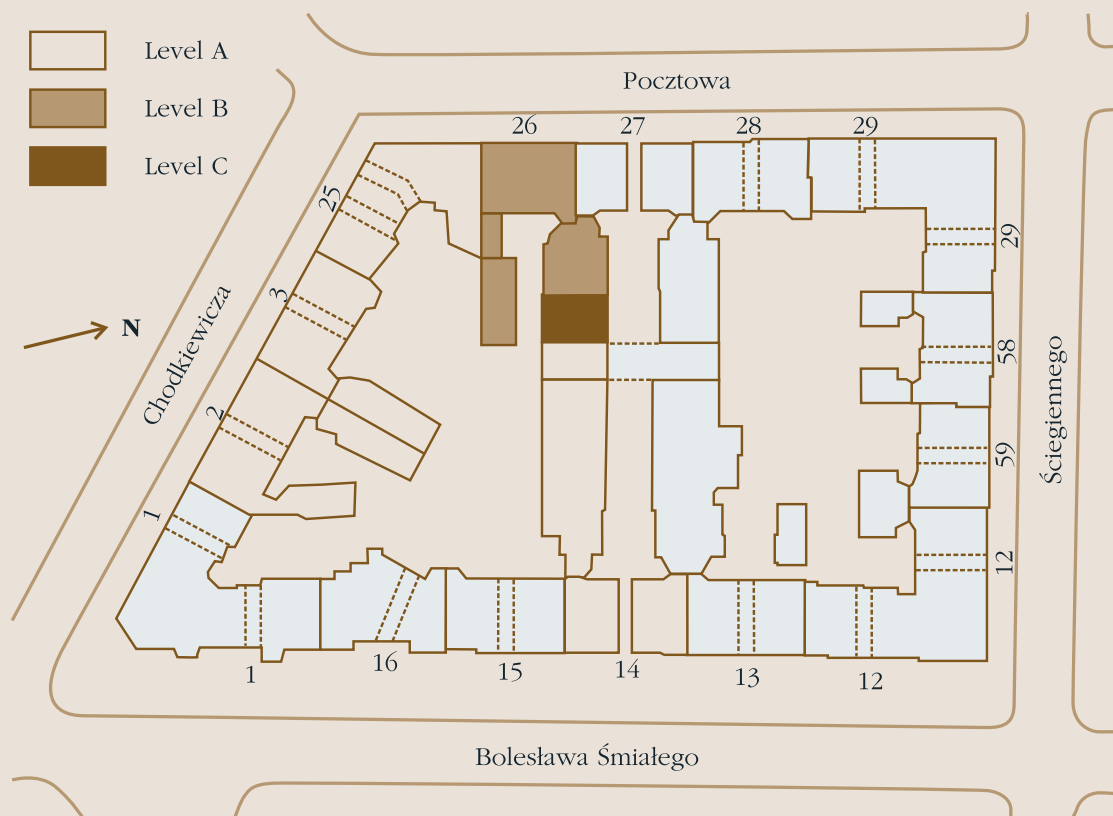 Level A
Level B
Level C
N
Pocztowa
26
27
28
29
25
3
2
1
29
58
59
12
Chodkiewicza
Ściegiennego
1
16
15
14
13
12
Bolesława Śmiałego